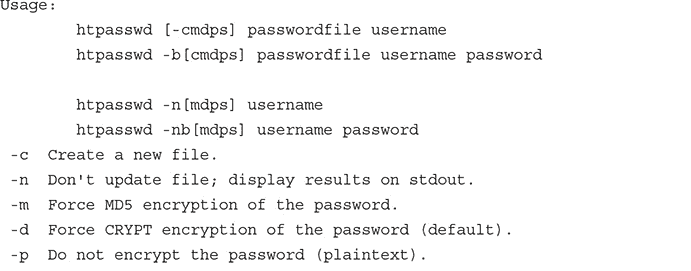 Usage:
htpasswd [-cmdps] passwordfile username
htpasswd -b[cmdps] passwordfile username password
htpasswd -n[mdps] username
htpasswd -nb[mdps] username password
-c Create a new file.
-n Don't update file; display results on stdout.
-m Force MD5 encryption of the password.
-d Force CRYPT encryption of the password (default).
-p Do not encrypt the password (plaintext).